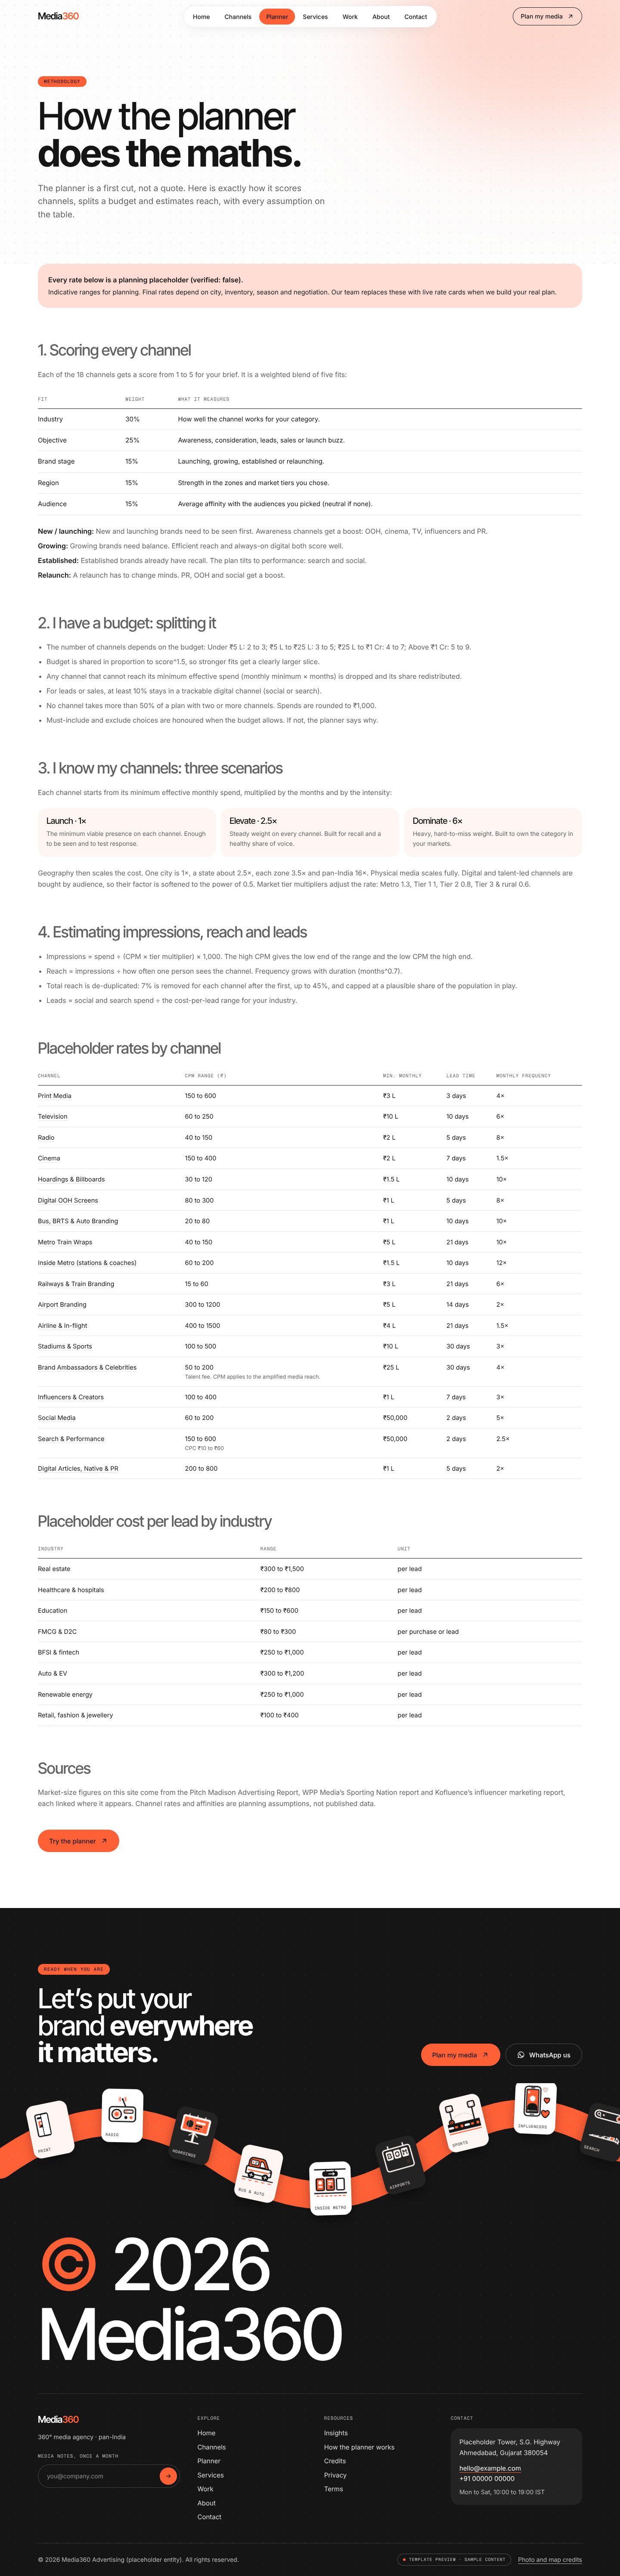 Media360
Home Channels Planner Services Work About Contact
Plan my media
METHODOLOGY
How the planner
does the maths.
The planner is a first cut, not a quote. Here is exactly how it scores
channels, splits a budget and estimates reach, with every assumption on
the table.
Every rate below is a planning placeholder (verified: false).
Indicative ranges for planning. Final rates depend on city, inventory, season and negotiation. Our team replaces these with live rate cards when we build your real plan.
1. Scoring every channel
Each of the 18 channels gets a score from 1 to 5 for your brief. It is a weighted blend of five fits:
FIT WEIGHT WHAT IT MEASURES
Industry 30% How well the channel works for your category.
Objective 25% Awareness, consideration, leads, sales or launch buzz.
Brand stage 15% Launching, growing, established or relaunching.
Region 15% Strength in the zones and market tiers you chose.
Audience 15% Average affinity with the audiences you picked (neutral if none).
New / launching: New and launching brands need to be seen first. Awareness channels get a boost: OOH, cinema, TV, influencers and PR.
Growing: Growing brands need balance. Efficient reach and always-on digital both score well.
Established: Established brands already have recall. The plan tilts to performance: search and social.
Relaunch: A relaunch has to change minds. PR, OOH and social get a boost.
2. I have a budget: splitting it
• The number of channels depends on the budget: Under ₹5 L: 2 to 3; ₹5 L to ₹25 L: 3 to 5; ₹25 L to ₹1 Cr: 4 to 7; Above ₹1 Cr: 5 to 9.
• Budget is shared in proportion to score^1.5, so stronger fits get a clearly larger slice.
• Any channel that cannot reach its minimum effective spend (monthly minimum × months) is dropped and its share redistributed.
• For leads or sales, at least 10% stays in a trackable digital channel (social or search).
• No channel takes more than 50% of a plan with two or more channels. Spends are rounded to ₹1,000.
• Must-include and exclude choices are honoured when the budget allows. If not, the planner says why.
3. I know my channels: three scenarios
Each channel starts from its minimum effective monthly spend, multiplied by the months and by the intensity:
Launch · 1×
The minimum viable presence on each channel. Enough
to be seen and to test response.
Elevate · 2.5×
Steady weight on every channel. Built for recall and a
healthy share of voice.
Dominate · 6×
Heavy, hard-to-miss weight. Built to own the category in
your markets.
Geography then scales the cost. One city is 1×, a state about 2.5×, each zone 3.5× and pan-India 16×. Physical media scales fully. Digital and talent-led channels are
bought by audience, so their factor is softened to the power of 0.5. Market tier multipliers adjust the rate: Metro 1.3, Tier 1 1, Tier 2 0.8, Tier 3 & rural 0.6.
4. Estimating impressions, reach and leads
• Impressions = spend ÷ (CPM × tier multiplier) × 1,000. The high CPM gives the low end of the range and the low CPM the high end.
• Reach = impressions ÷ how often one person sees the channel. Frequency grows with duration (months^0.7).
• Total reach is de-duplicated: 7% is removed for each channel after the first, up to 45%, and capped at a plausible share of the population in play.
• Leads = social and search spend ÷ the cost-per-lead range for your industry.
Placeholder rates by channel
CHANNEL CPM RANGE (₹) MIN. MONTHLY LEAD TIME MONTHLY FREQUENCY
Print Media 150 to 600 ₹3 L 3 days 4×
Television 60 to 250 ₹10 L 10 days 6×
Radio 40 to 150 ₹2 L 5 days 8×
Cinema 150 to 400 ₹2 L 7 days 1.5×
Hoardings & Billboards 30 to 120 ₹1.5 L 10 days 10×
Digital OOH Screens 80 to 300 ₹1 L 5 days 8×
Bus, BRTS & Auto Branding 20 to 80 ₹1 L 10 days 10×
Metro Train Wraps 40 to 150 ₹5 L 21 days 10×
Inside Metro (stations & coaches) 60 to 200 ₹1.5 L 10 days 12×
Railways & Train Branding 15 to 60 ₹3 L 21 days 6×
Airport Branding 300 to 1200 ₹5 L 14 days 2×
Airline & In-flight 400 to 1500 ₹4 L 21 days 1.5×
Stadiums & Sports 100 to 500 ₹10 L 30 days 3×
Brand Ambassadors & Celebrities 50 to 200 ₹25 L 30 days 4×
Talent fee. CPM applies to the amplified media reach.
Influencers & Creators 100 to 400 ₹1 L 7 days 3×
Social Media 60 to 200 ₹50,000 2 days 5×
Search & Performance 150 to 600 ₹50,000 2 days 2.5×
CPC ₹10 to ₹60
Digital Articles, Native & PR 200 to 800 ₹1 L 5 days 2×
Placeholder cost per lead by industry
INDUSTRY RANGE UNIT
Real estate ₹300 to ₹1,500 per lead
Healthcare & hospitals ₹200 to ₹800 per lead
Education ₹150 to ₹600 per lead
FMCG & D2C ₹80 to ₹300 per purchase or lead
BFSI & fintech ₹250 to ₹1,000 per lead
Auto & EV ₹300 to ₹1,200 per lead
Renewable energy ₹250 to ₹1,000 per lead
Retail, fashion & jewellery ₹100 to ₹400 per lead
Sources
Market-size figures on this site come from the Pitch Madison Advertising Report, WPP Media's Sporting Nation report and Kofluence's influencer marketing report,
each linked where it appears. Channel rates and affinities are planning assumptions, not published data.
Try the planner
READY WHEN YOU ARE
Let's put your
brand everywhere
it matters.
Plan my media
WhatsApp us
PRINT
RADIO
HOARDINGS
BUS & AUTO
INSIDE METRO
AIRPORTS
SPORTS
INFLUENCERS
SEARCH
© 2026
Media360
Media360
360° media agency · pan-India
MEDIA NOTES, ONCE A MONTH
you@company.com
EXPLORE
Home
Channels
Planner
Services
Work
About
Contact
RESOURCES
Insights
How the planner works
Credits
Privacy
Terms
CONTACT
Placeholder Tower, S.G. Highway
Ahmedabad, Gujarat 380054
hello@example.com
+91 00000 00000
Mon to Sat, 10:00 to 19:00 IST
© 2026 Media360 Advertising (placeholder entity). All rights reserved.
TEMPLATE PREVIEW · SAMPLE CONTENT
Photo and map credits